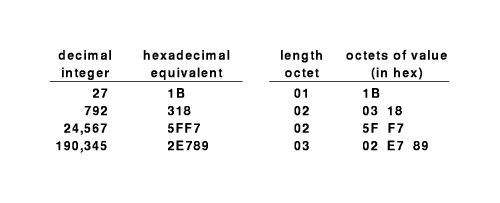 decimal hexadecimal length octets of value
integer equivalent octet (in hex)
27 1B 01 1B
792 318 02 03 18
24,567 5FF7 02 5F F7
190,345 2E789 03 02 E7 89